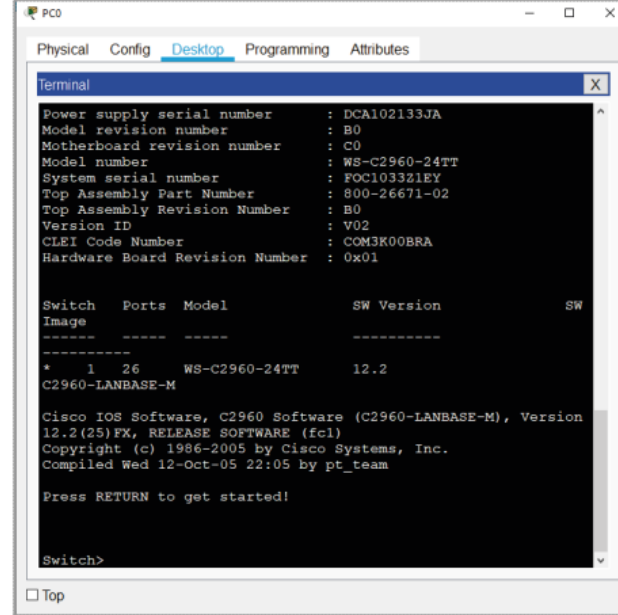 PC0
Physical Config Desktop Programming Attributes
Terminal
X
Power supply serial number : DCA102133JA
Model revision number : B0
Motherboard revision number : C0
Model number : WS-C2960-24TT
System serial number : FOC1033Z1EY
Top Assembly Part Number : 800-26671-02
Top Assembly Revision Number : B0
Version ID : V02
CLEI Code Number : COM3K00BRA
Hardware Board Revision Number : 0x01
Switch Ports Model SW Version SW
Image
------ ----- ----- ----------
----------
* 1 26 WS-C2960-24TT 12.2
C2960-LANBASE-M
Cisco IOS Software, C2960 Software (C2960-LANBASE-M), Version
12.2(25)FX, RELEASE SOFTWARE (fc1)
Copyright (c) 1986-2005 by Cisco Systems, Inc.
Compiled Wed 12-Oct-05 22:05 by pt_team
Press RETURN to get started!
Switch>
Top